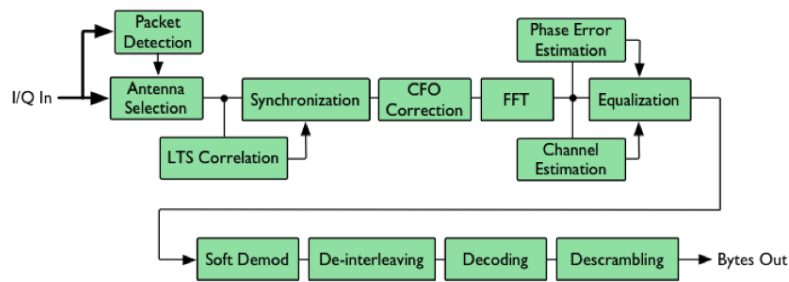 Packet
Detection
I/Q In
Antenna
Selection
LTS Correlation
Synchronization
CFO
Correction
FFT
Phase Error
Estimation
Equalization
Channel
Estimation
Soft Demod
De-interleaving
Decoding
Descrambling
Bytes Out